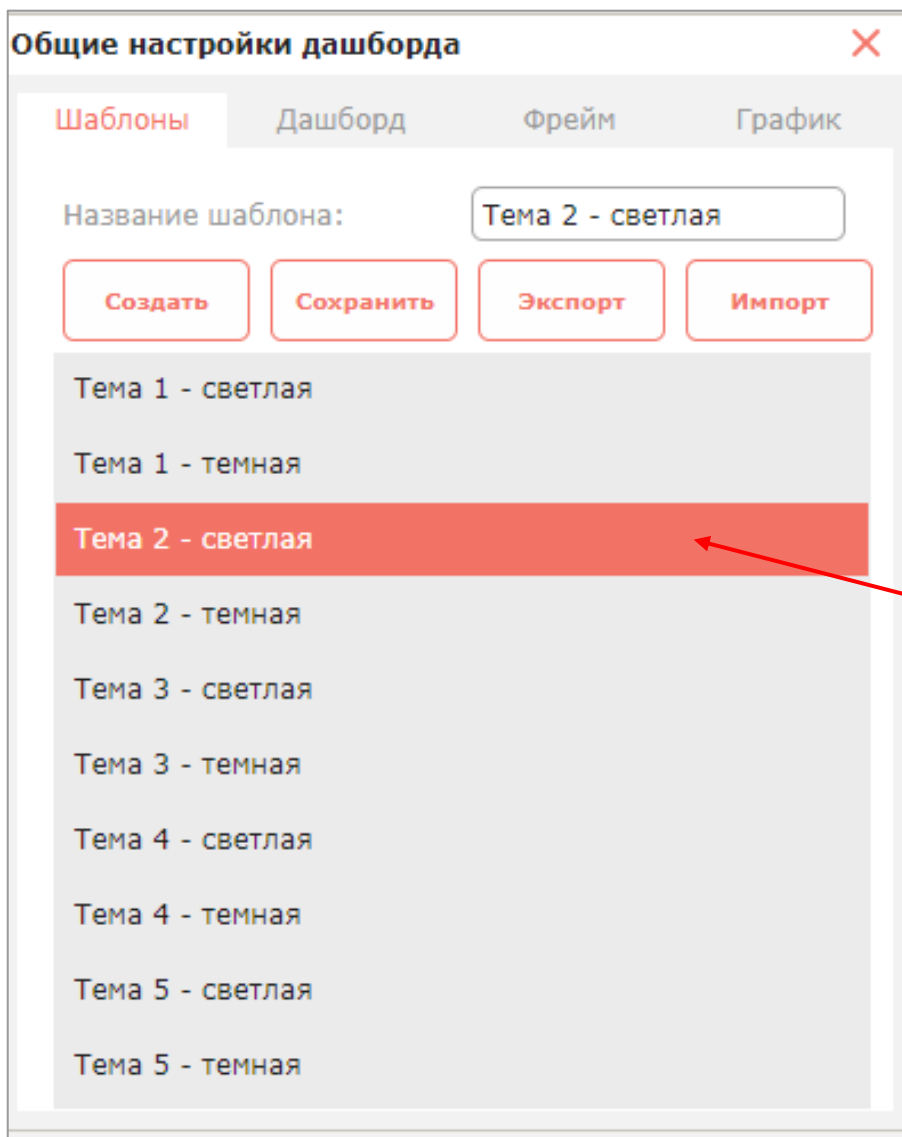 Общие настройки дашборда
Шаблоны Дашборд Фрейм График
Название шаблона: Тема 2 - светлая
Создать Сохранить Экспорт Импорт
Тема 1 - светлая
Тема 1 - темная
Тема 2 - светлая
Тема 2 - темная
Тема 3 - светлая
Тема 3 - темная
Тема 4 - светлая
Тема 4 - темная
Тема 5 - светлая
Тема 5 - темная